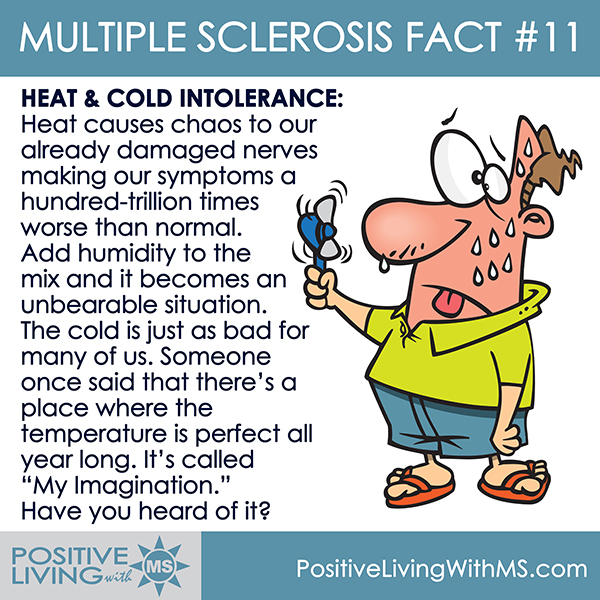 MULTIPLE SCLEROSIS FACT #11
HEAT & COLD INTOLERANCE:
Heat causes chaos to our
already damaged nerves
making our symptoms a
hundred-trillion times
worse than normal.
Add humidity to the
mix and it becomes an
unbearable situation.
The cold is just as bad for
many of us. Someone
once said that there's a
place where the
temperature is perfect all
year long. It's called
“My Imagination.”
Have you heard of it?
POSITIVE
LIVING with MS
PositiveLivingWithMS.com